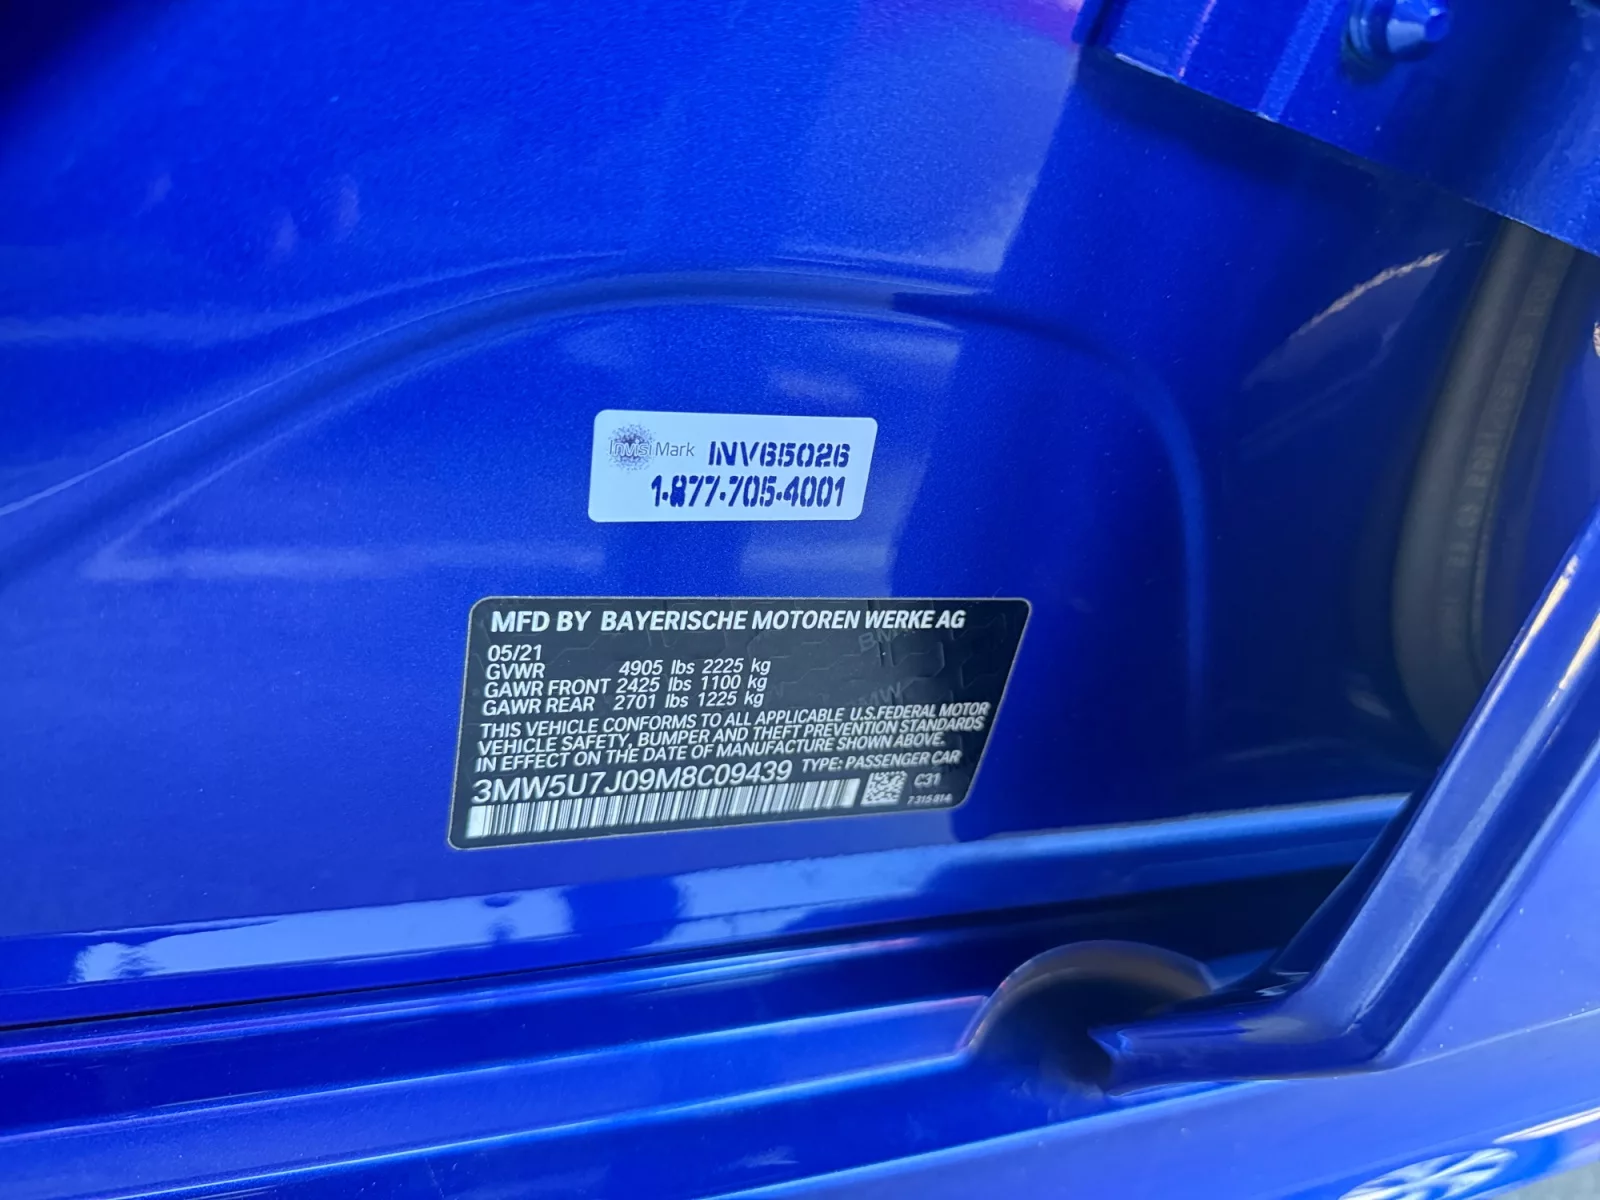 InvisiMark INV65026
1-877-705-4001
MFD BY BAYERISCHE MOTOREN WERKE AG
05/21
GVWR 4905 lbs 2225 kg
GAWR FRONT 2425 lbs 1100 kg
GAWR REAR 2701 lbs 1225 kg
THIS VEHICLE CONFORMS TO ALL APPLICABLE U.S.FEDERAL MOTOR
VEHICLE SAFETY, BUMPER AND THEFT PREVENTION STANDARDS
IN EFFECT ON THE DATE OF MANUFACTURE SHOWN ABOVE.
3MW5U7J09M8C09439 TYPE: PASSENGER CAR
C31
7315814